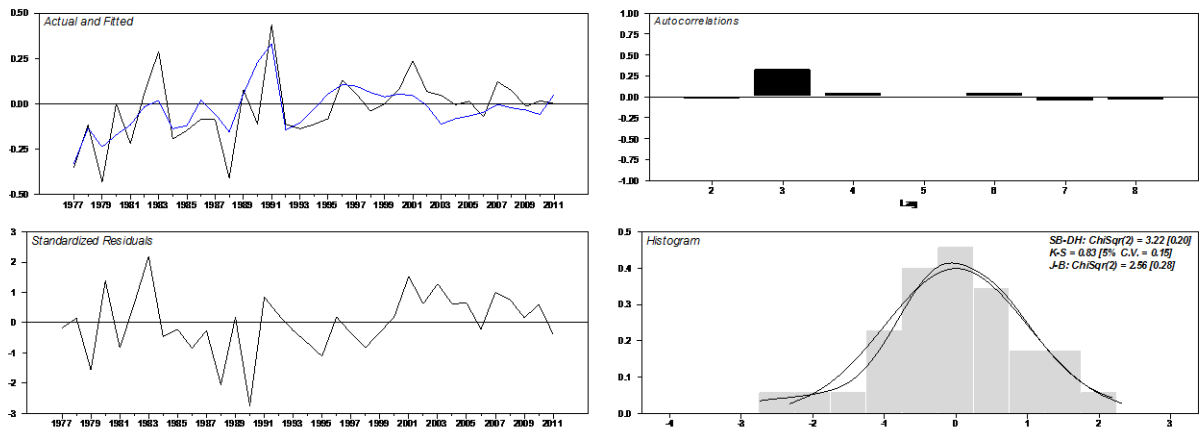 Actual and Fitted
0.50
0.25
0.00
-0.25
-0.50
1977 1979 1981 1983 1985 1987 1989 1991 1993 1995 1997 1999 2001 2003 2005 2007 2009 2011
Autocorrelations
1.00
0.75
0.50
0.25
0.00
-0.25
-0.50
-0.75
-1.00
2 3 4 5 6 7 8
Lag
Standardized Residuals
3
2
1
0
-1
-2
-3
1977 1979 1981 1983 1985 1987 1989 1991 1993 1995 1997 1999 2001 2003 2005 2007 2009 2011
Histogram
SB-DH: ChiSqr(2) = 3.22 [0.20]
K-S = 0.83 [5% C.V. = 0.15]
J-B: ChiSqr(2) = 2.56 [0.28]
0.5
0.4
0.3
0.2
0.1
0.0
-4 -3 -2 -1 0 1 2 3